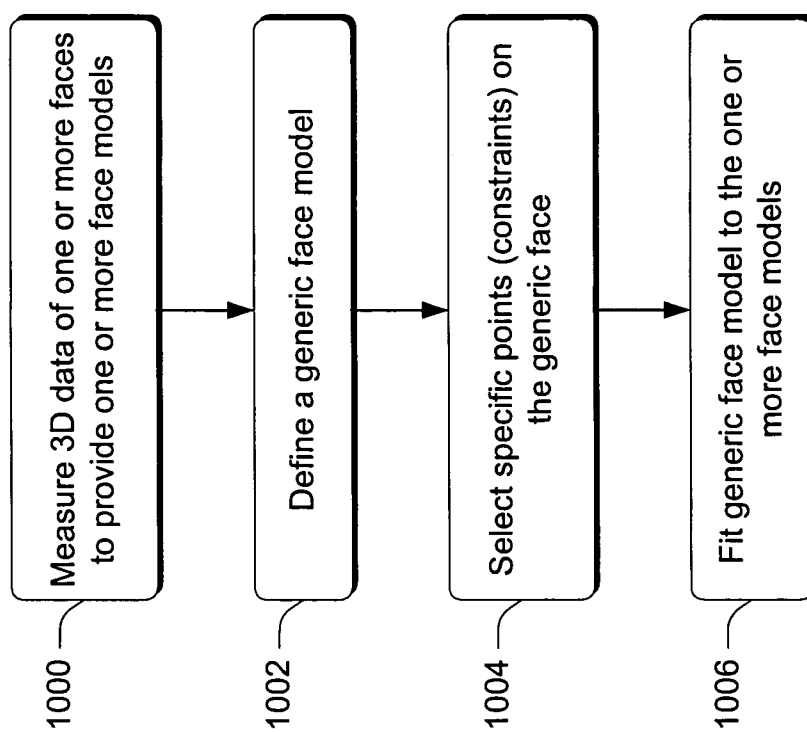 1000
Measure 3D data of one or more faces
to provide one or more face models
1002
Define a generic face model
1004
Select specific points (constraints) on
the generic face
1006
Fit generic face model to the one or
more face models